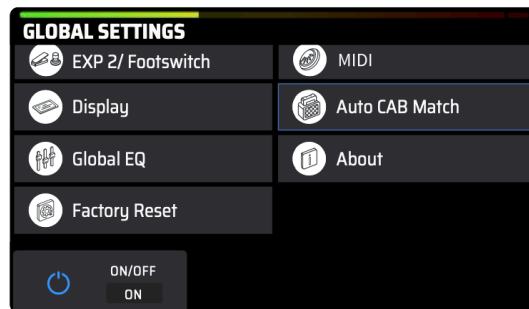 GLOBAL SETTINGS
EXP 2/ Footswitch
MIDI
Display
Auto CAB Match
Global EQ
About
Factory Reset
ON/OFF
ON